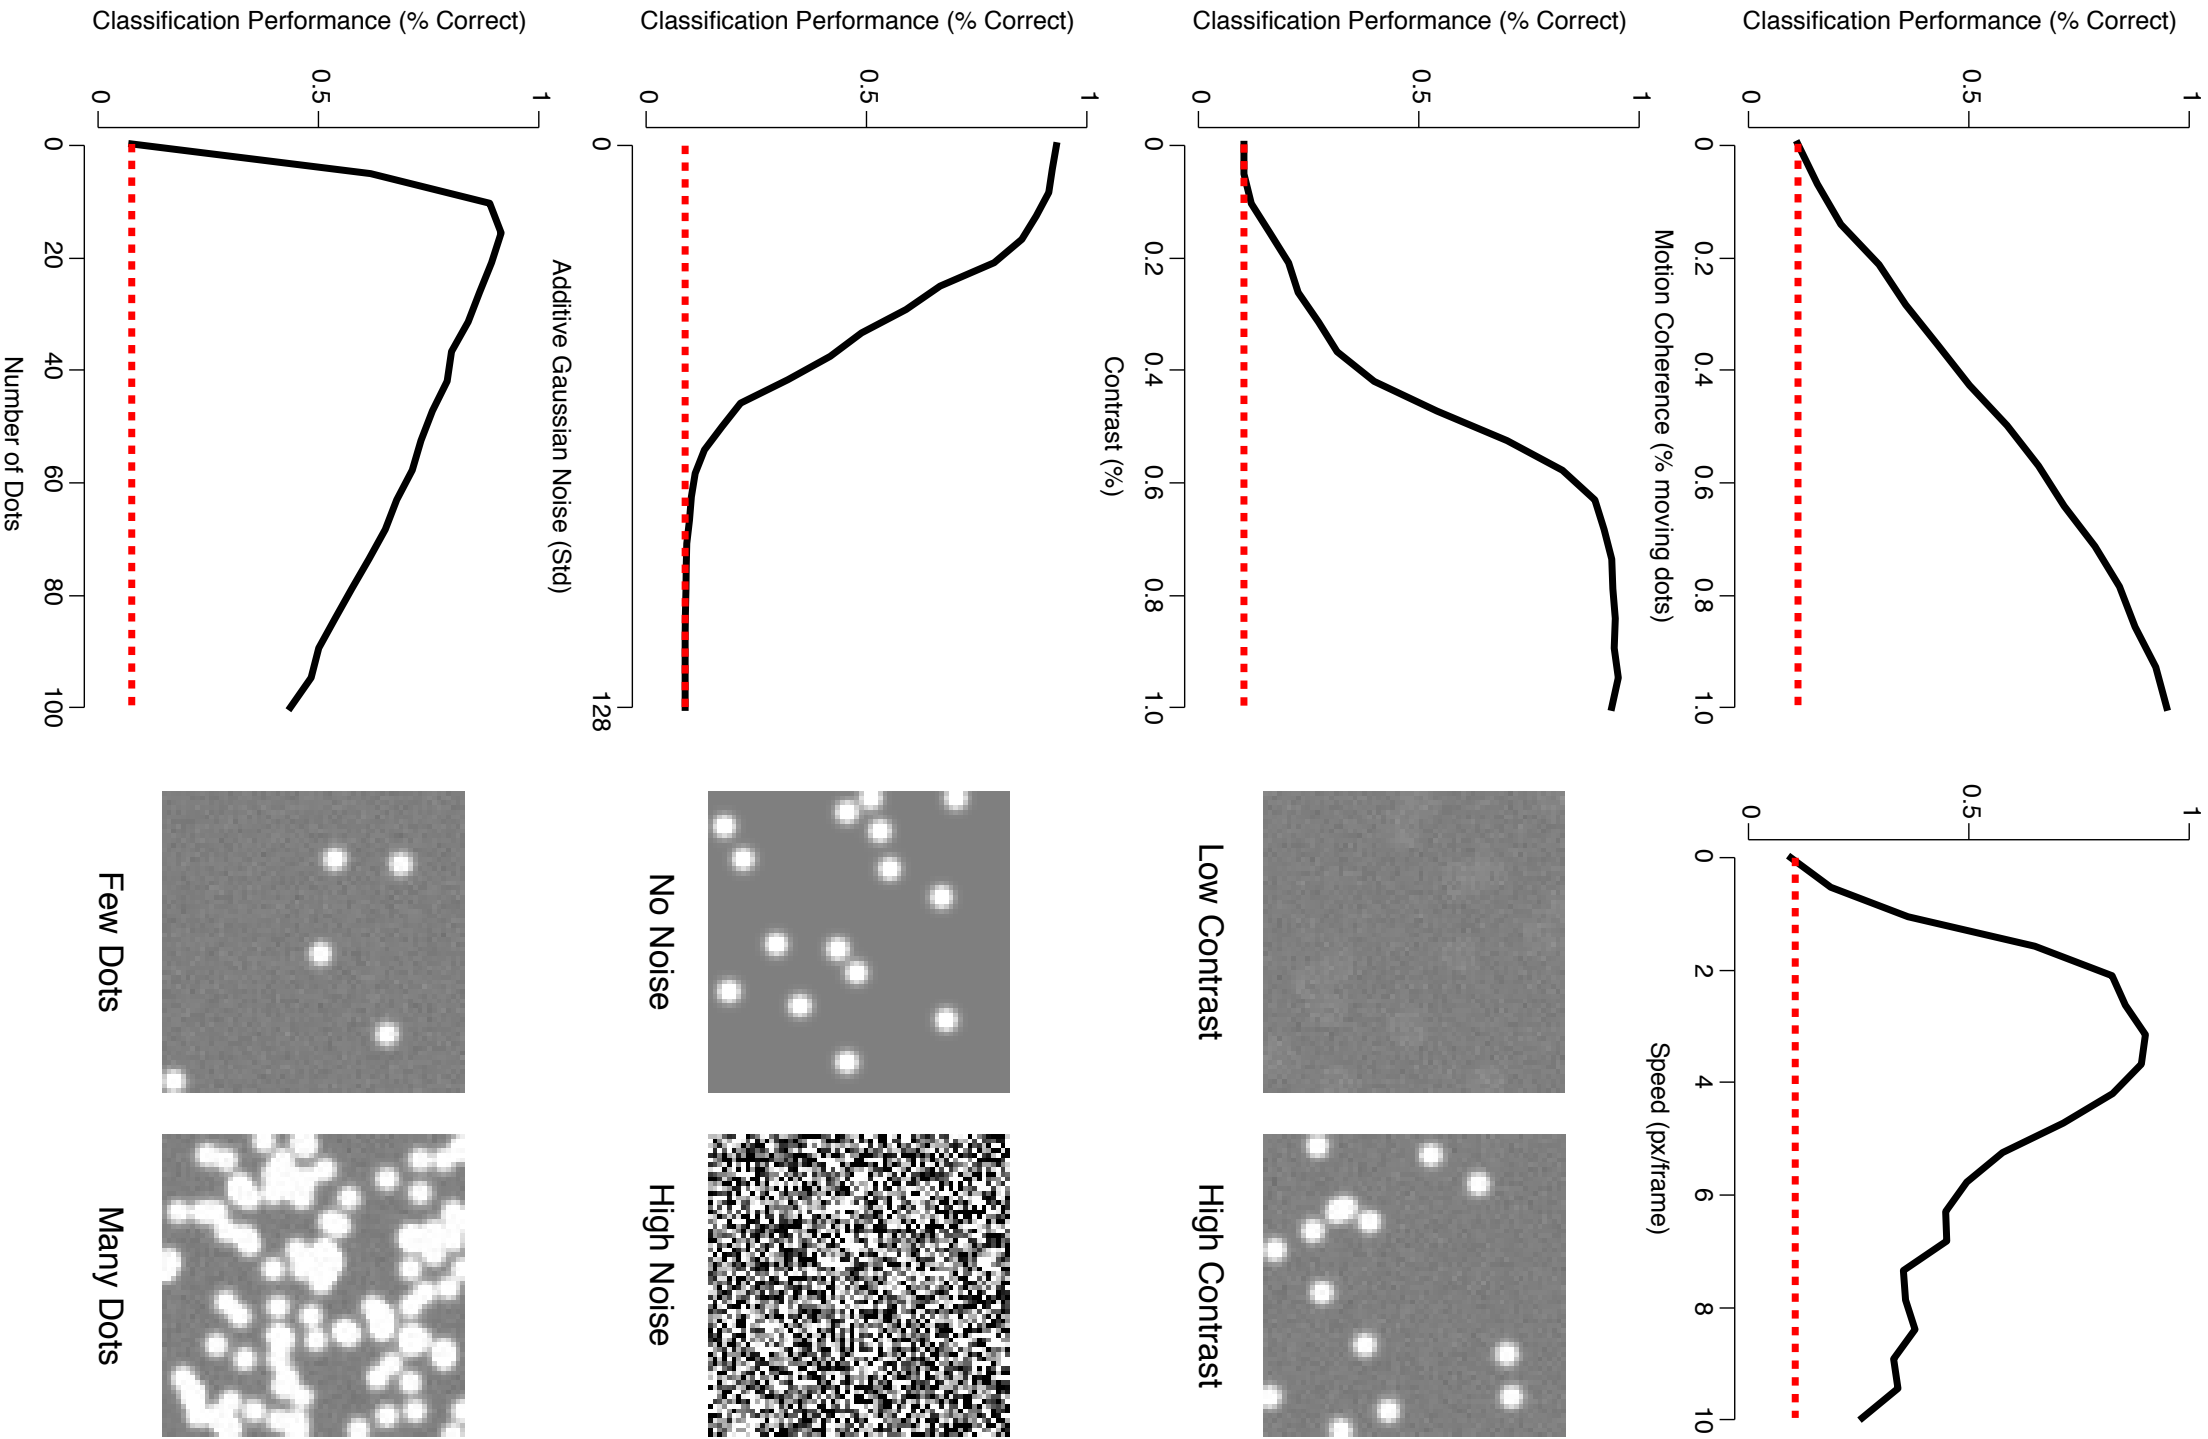 Classification Performance (% Correct)
1
0.5
0
0 0.2 0.4 0.6 0.8 1.0
Motion Coherence (% moving dots)
1
0.5
0
0 2 4 6 8 10
Speed (px/frame)
Classification Performance (% Correct)
1
0.5
0
0 0.2 0.4 0.6 0.8 1.0
Contrast (%)
Low Contrast
High Contrast
Classification Performance (% Correct)
1
0.5
0
0 128
Additive Gaussian Noise (Std)
No Noise
High Noise
Classification Performance (% Correct)
1
0.5
0
0 20 40 60 80 100
Number of Dots
Few Dots
Many Dots